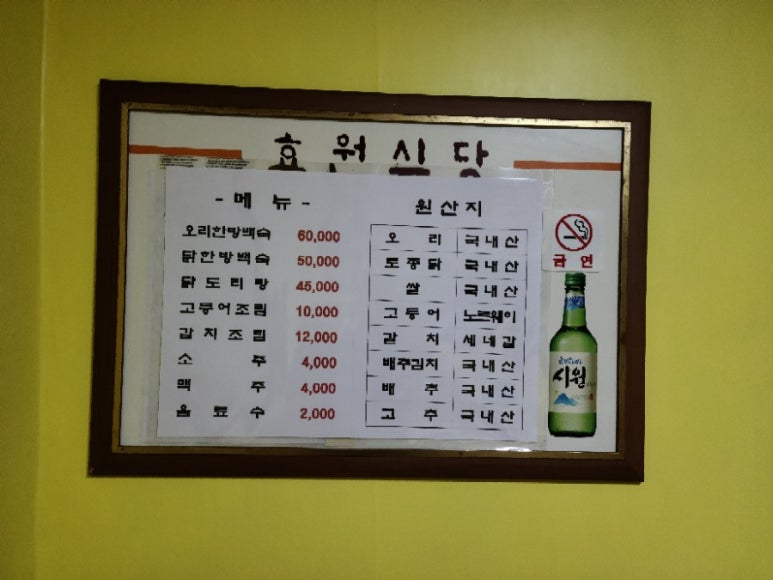 효원식당
- 메 뉴 -
오리한방백숙 60,000
닭한방백숙 50,000
닭도리탕 45,000
고등어조림 10,000
갈치조림 12,000
소 주 4,000
맥 주 4,000
음 료 수 2,000
원산지
오 리 국내산
토종닭 국내산
쌀 국내산
고등어 노르웨이
갈 치 세네갈
배추김치 국내산
배 추 국내산
고 추 국내산
금 연
시원